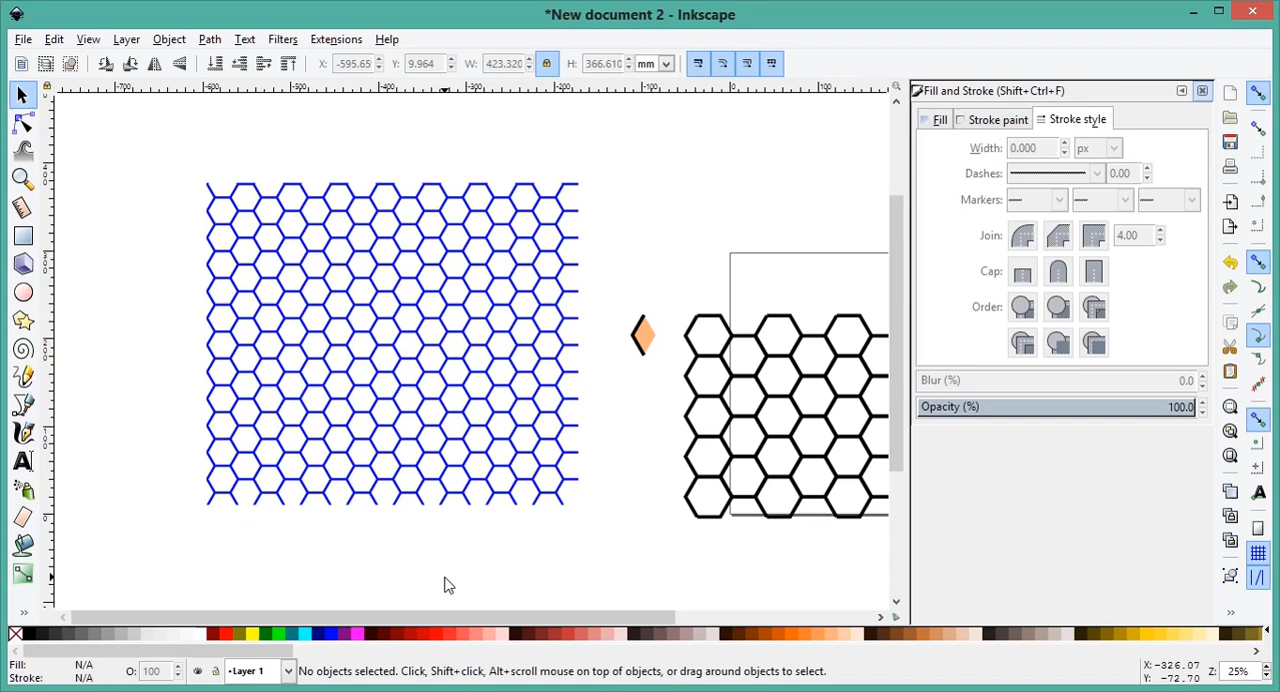 *New document 2 - Inkscape
File Edit View Layer Object Path Text Filters Extensions Help
X: -595.65 Y: 9.964 W: 423.320 H: 366.610 mm
Fill and Stroke (Shift+Ctrl+F)
Fill Stroke paint Stroke style
Width: 0.000 px
Dashes: 0.00
Markers:
Join: 4.00
Cap:
Order:
Blur (%) 0.0
Opacity (%) 100.0
Fill: N/A
Stroke: N/A
O: 100
Layer 1
No objects selected. Click, Shift+click, Alt+scroll mouse on top of objects, or drag around objects to select.
X: -326.07
Y: -72.70
Z: 25%